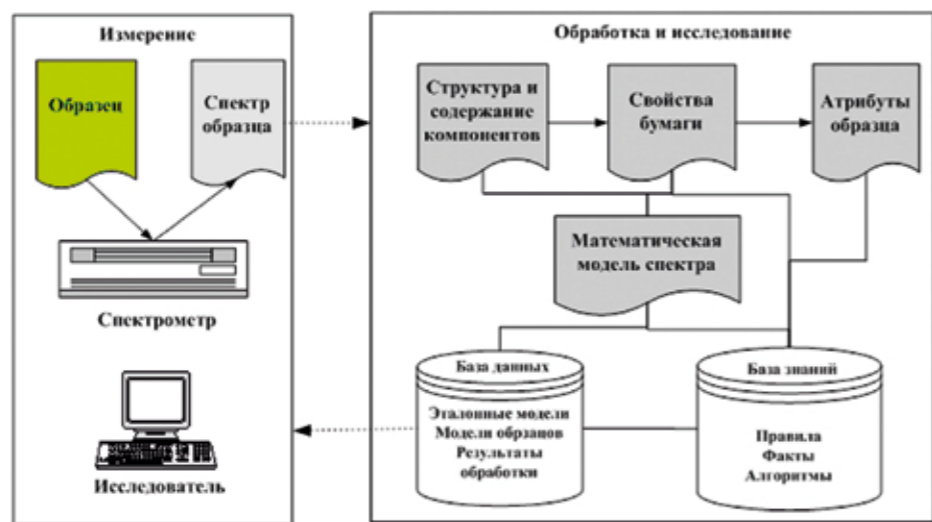 Измерение
Образец
Спектр
образца
Спектрометр
Исследователь
Обработка и исследование
Структура и
содержание
компонентов
Свойства
бумаги
Атрибуты
образца
Математическая
модель спектра
База данных
Эталонные модели
Модели обрзацов
Результаты
обработки
База знаний
Правила
Факты
Алгоритмы